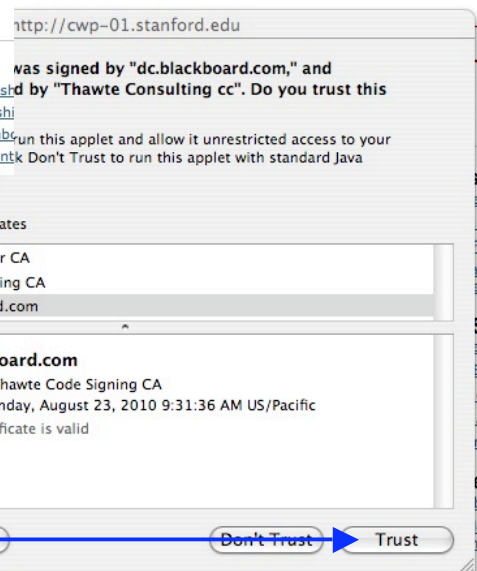 http://cwp-01.stanford.edu
was signed by "dc.blackboard.com," and
d by "Thawte Consulting cc". Do you trust this
run this applet and allow it unrestricted access to your
k Don't Trust to run this applet with standard Java
ates
r CA
ing CA
d.com
oard.com
hawte Code Signing CA
nday, August 23, 2010 9:31:36 AM US/Pacific
ficate is valid
Don't Trust
Trust